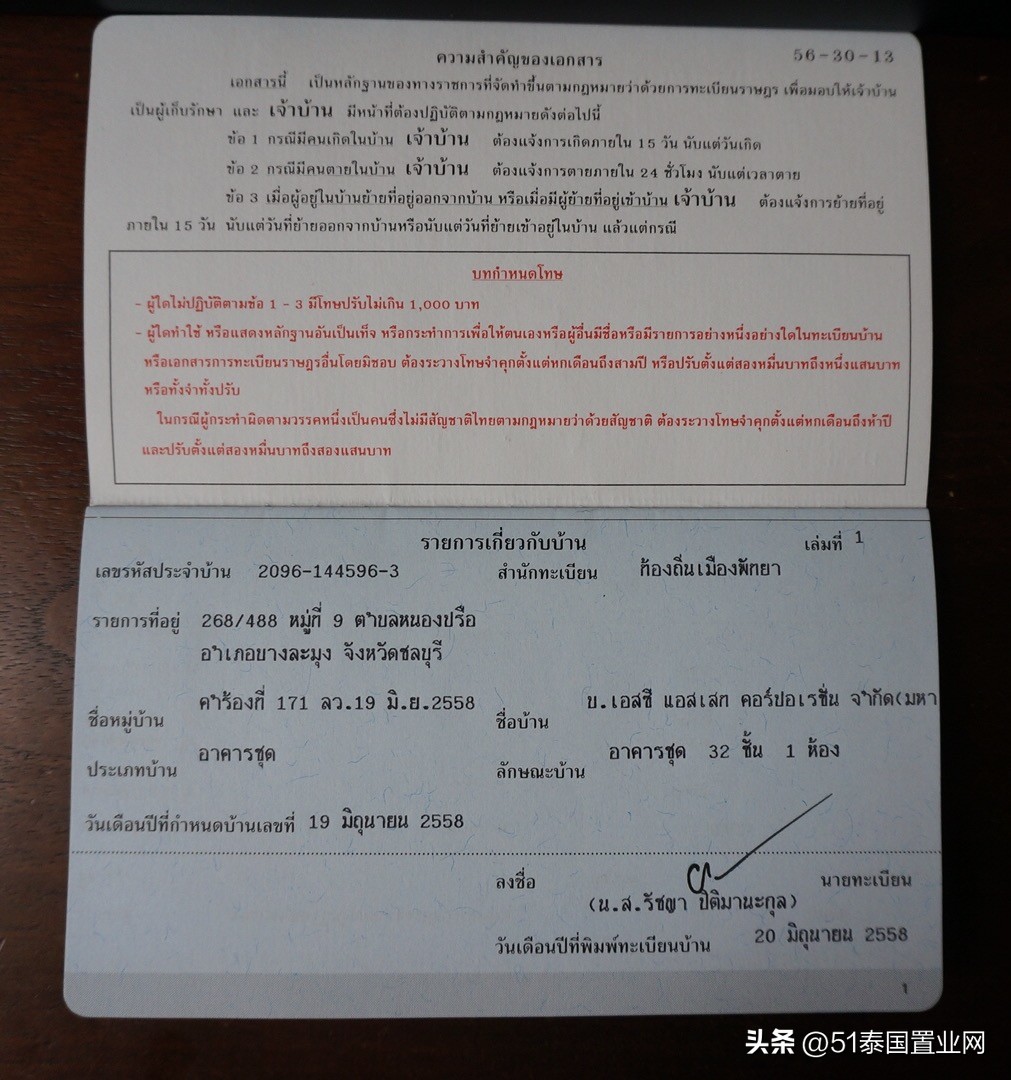 ความสำคัญของเอกสาร
56-30-13
เอกสารนี้ เป็นหลักฐานของทางราชการที่จัดทำขึ้นตามกฎหมายว่าด้วยการทะเบียนราษฎร เพื่อมอบให้เจ้าบ้าน
เป็นผู้เก็บรักษา และ เจ้าบ้าน มีหน้าที่ต้องปฏิบัติตามกฎหมายดังต่อไปนี้
ข้อ 1 กรณีมีคนเกิดในบ้าน เจ้าบ้าน ต้องแจ้งการเกิดภายใน 15 วัน นับแต่วันเกิด
ข้อ 2 กรณีมีคนตายในบ้าน เจ้าบ้าน ต้องแจ้งการตายภายใน 24 ชั่วโมง นับแต่เวลาตาย
ข้อ 3 เมื่อผู้อยู่ในบ้านย้ายที่อยู่ออกจากบ้าน หรือเมื่อมีผู้ย้ายที่อยู่เข้าบ้าน เจ้าบ้าน ต้องแจ้งการย้ายที่อยู่
ภายใน 15 วัน นับแต่วันที่ย้ายออกจากบ้านหรือนับแต่วันที่ย้ายเข้าอยู่ในบ้าน แล้วแต่กรณี
บทกำหนดโทษ
- ผู้ใดไม่ปฏิบัติตามข้อ 1 - 3 มีโทษปรับไม่เกิน 1,000 บาท
- ผู้ใดทำใช้ หรือแสดงหลักฐานอันเป็นเท็จ หรือกระทำการเพื่อให้ตนเองหรือผู้อื่นมีชื่อหรือมีรายการอย่างหนึ่งอย่างใดในทะเบียนบ้าน
หรือเอกสารการทะเบียนราษฎรอื่นโดยมิชอบ ต้องระวางโทษจำคุกตั้งแต่หกเดือนถึงสามปี หรือปรับตั้งแต่สองหมื่นบาทถึงหนึ่งแสนบาท
หรือทั้งจำทั้งปรับ
ในกรณีผู้กระทำผิดตามวรรคหนึ่งเป็นคนซึ่งไม่มีสัญชาติไทยตามกฎหมายว่าด้วยสัญชาติ ต้องระวางโทษจำคุกตั้งแต่หกเดือนถึงห้าปี
และปรับตั้งแต่สองหมื่นบาทถึงสองแสนบาท
รายการเกี่ยวกับบ้าน
เล่มที่ 1
เลขรหัสประจำบ้าน 2096-144596-3 สำนักทะเบียน ท้องถิ่นเมืองพัทยา
รายการที่อยู่ 268/488 หมู่ที่ 9 ตำบลหนองปรือ
อำเภอบางละมุง จังหวัดชลบุรี
ชื่อหมู่บ้าน คำร้องที่ 171 ลว.19 มิ.ย.2558 ชื่อบ้าน บ.เอสซี แอสเสท คอร์ปอเรชั่น จำกัด(มหา
ประเภทบ้าน อาคารชุด ลักษณะบ้าน อาคารชุด 32 ชั้น 1 ห้อง
วันเดือนปีที่กำหนดบ้านเลขที่ 19 มิถุนายน 2558
ลงชื่อ นายทะเบียน
(น.ส.รัชญา ปิติมานะกุล)
วันเดือนปีที่พิมพ์ทะเบียนบ้าน 20 มิถุนายน 2558
1
头条 @51泰国置业网